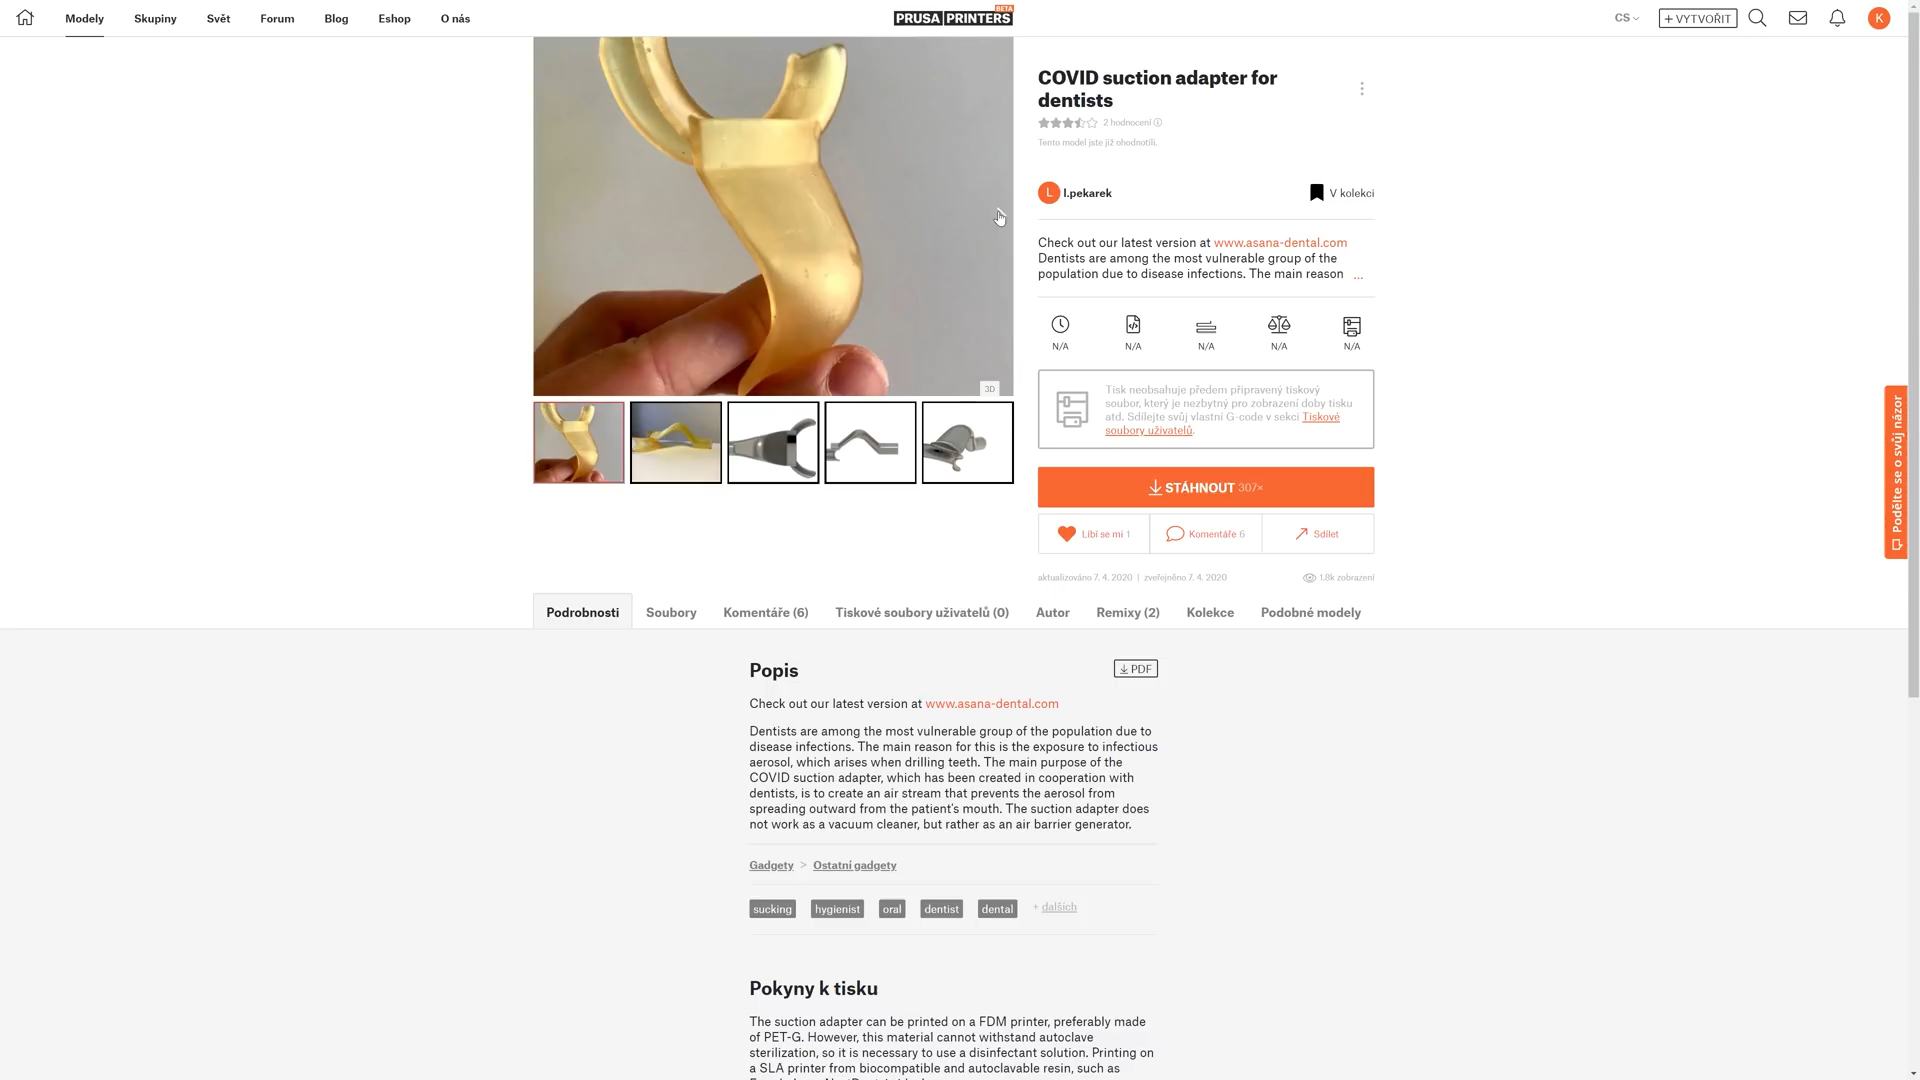 Modely
Skupiny
Svět
Forum
Blog
Eshop
O nás
PRUSA PRINTERS BETA
CS
+ VYTVOŘIT
K
COVID suction adapter for
dentists
2 hodnocení
Tento model jste již ohodnotili.
L l.pekarek
V kolekci
Check out our latest version at www.asana-dental.com
Dentists are among the most vulnerable group of the
population due to disease infections. The main reason ...
N/A
N/A
N/A
N/A
N/A
Tisk neobsahuje předem připravený tiskový
soubor, který je nezbytný pro zobrazení doby tisku
atd. Sdílejte svůj vlastní G-code v sekci Tiskové
soubory uživatelů.
3D
STÁHNOUT 307×
Líbí se mi 1
Komentáře 6
Sdílet
aktualizováno 7. 4. 2020 | zveřejněno 7. 4. 2020
1.8k zobrazení
Podělte se o svůj názor
Podrobnosti
Soubory
Komentáře (6)
Tiskové soubory uživatelů (0)
Autor
Remixy (2)
Kolekce
Podobné modely
Popis
PDF
Check out our latest version at www.asana-dental.com
Dentists are among the most vulnerable group of the population due to
disease infections. The main reason for this is the exposure to infectious
aerosol, which arises when drilling teeth. The main purpose of the
COVID suction adapter, which has been created in cooperation with
dentists, is to create an air stream that prevents the aerosol from
spreading outward from the patient's mouth. The suction adapter does
not work as a vacuum cleaner, but rather as an air barrier generator.
Gadgety > Ostatní gadgety
sucking
hygienist
oral
dentist
dental
+ dalších
Pokyny k tisku
The suction adapter can be printed on a FDM printer, preferably made
of PET-G. However, this material cannot withstand autoclave
sterilization, so it is necessary to use a disinfectant solution. Printing on
a SLA printer from biocompatible and autoclavable resin, such as